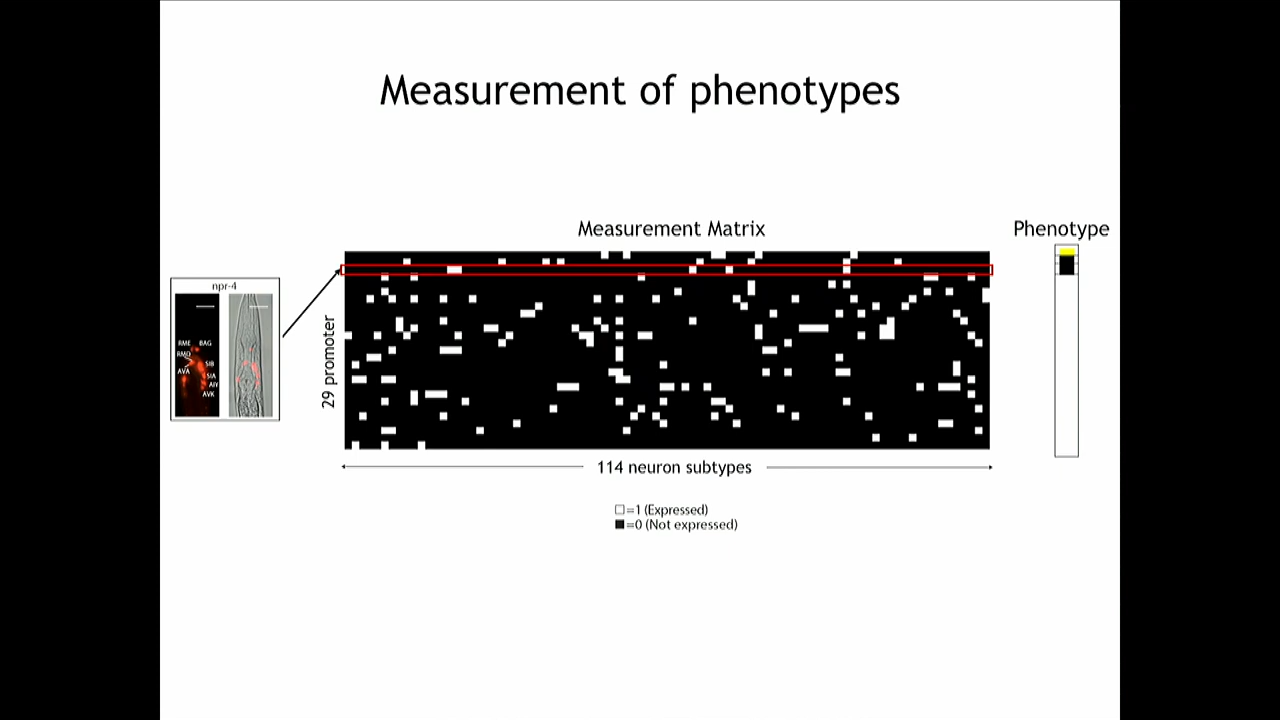 Measurement of phenotypes
Measurement Matrix
Phenotype
npr-4
RME BAG
RMD
SIB
AVA
SIA
AIY
AVK
29 promoter
114 neuron subtypes
□=1 (Expressed)
■=0 (Not expressed)